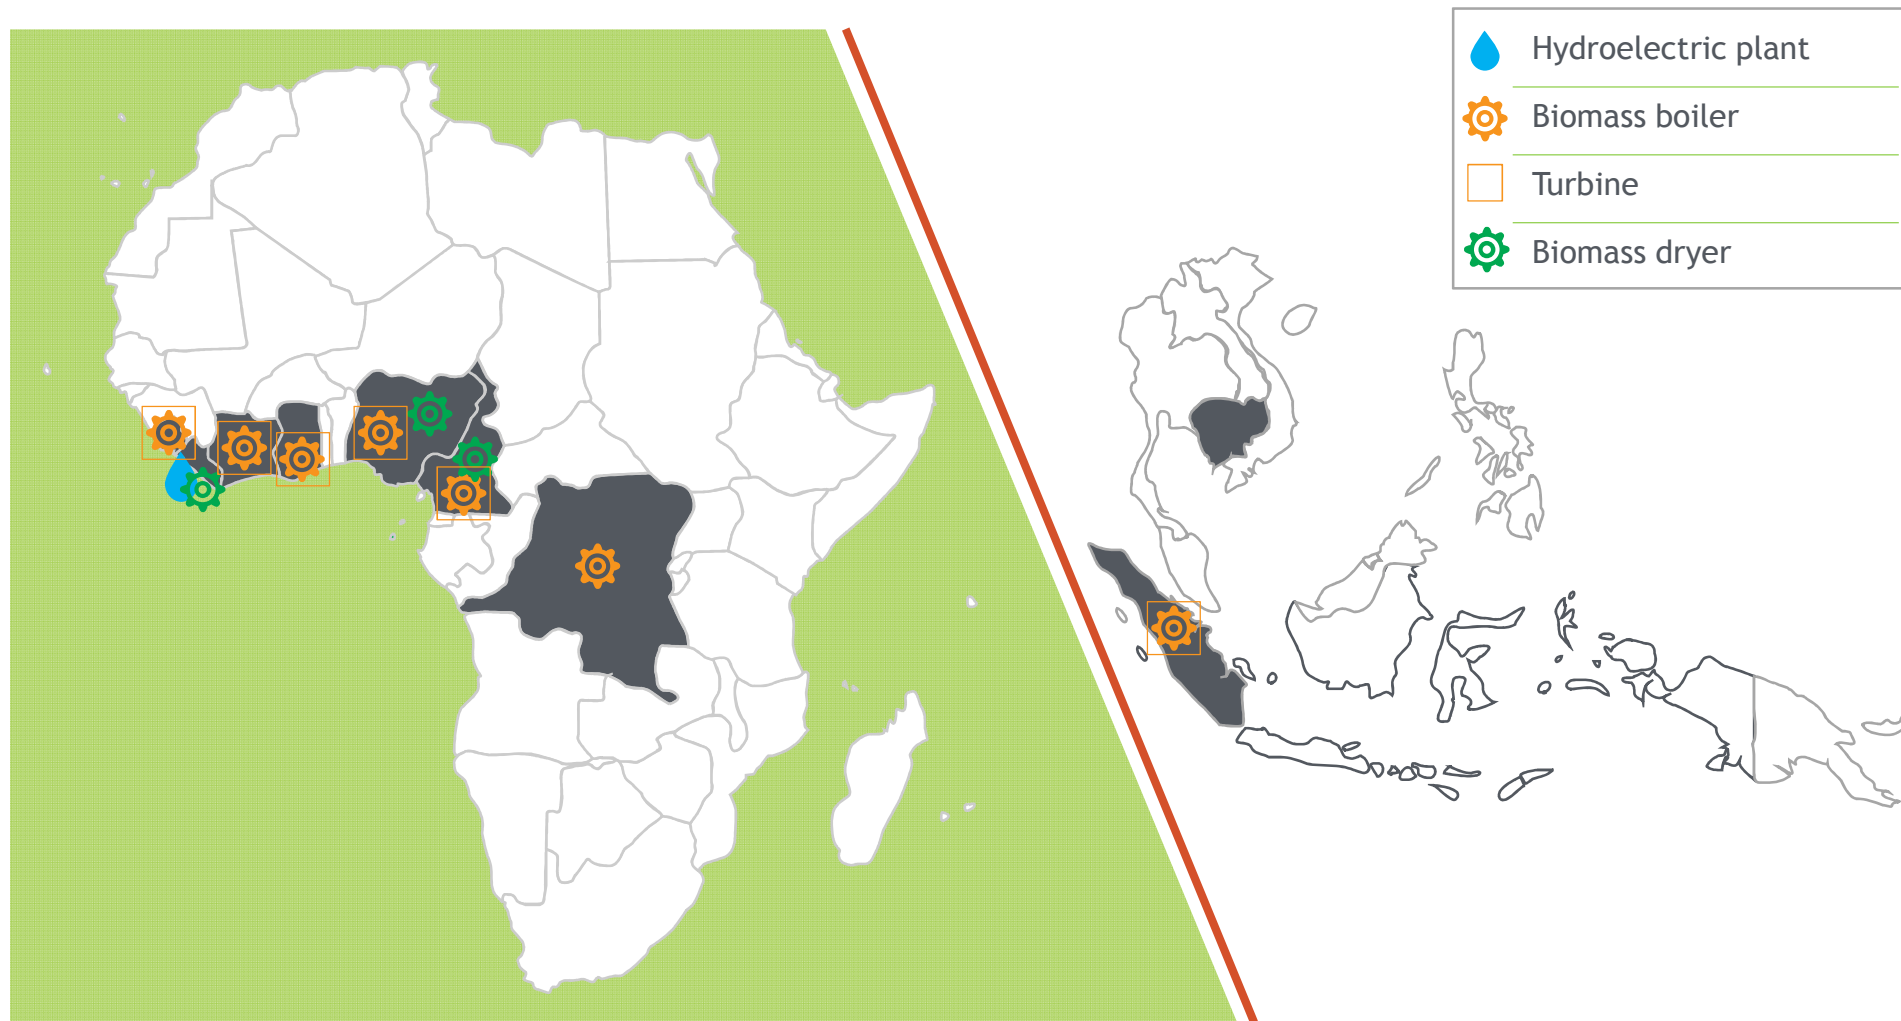 Hydroelectric plant
Biomass boiler
Turbine
Biomass dryer